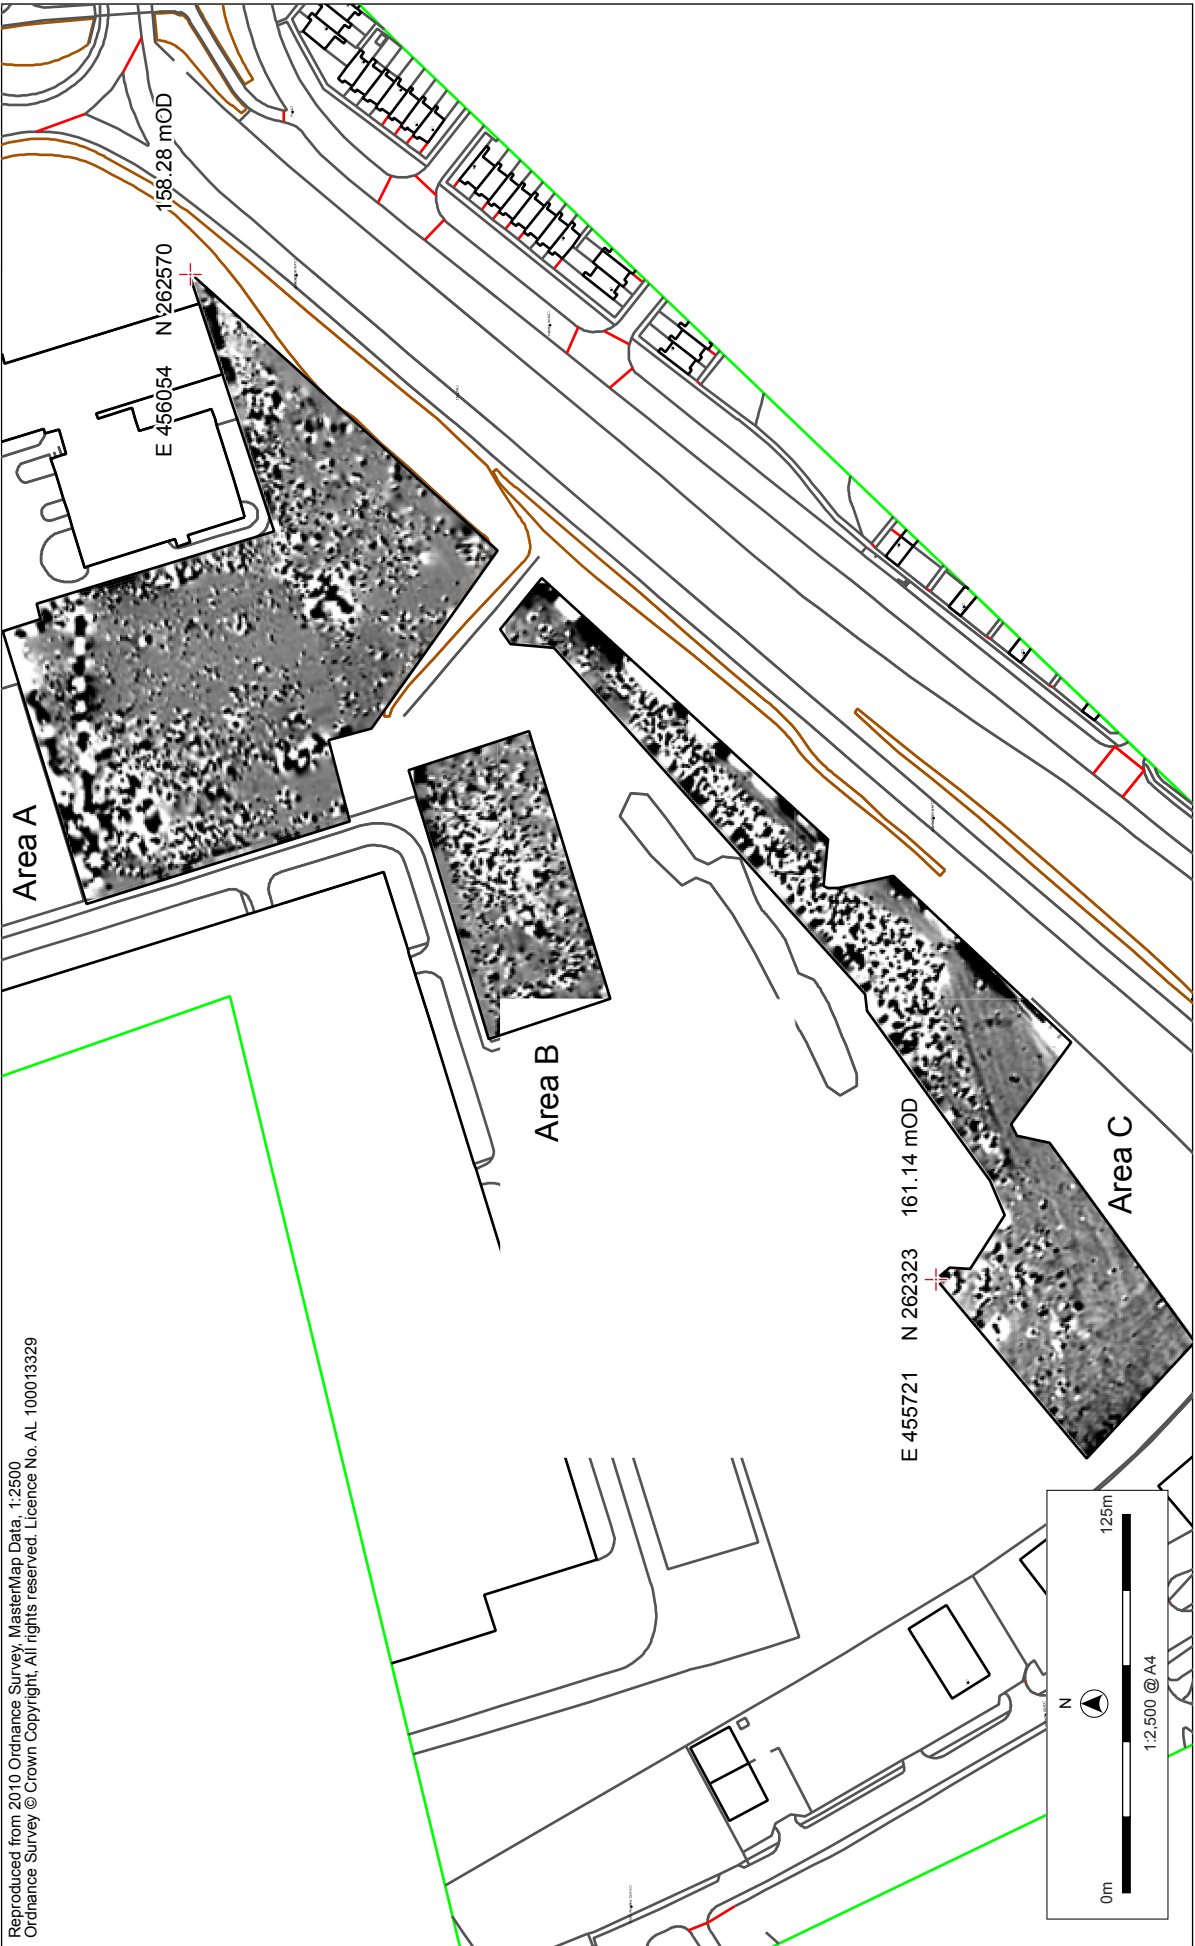 Reproduced from 2010 Ordnance Survey, MasterMap Data, 1:2500
Ordnance Survey © Crown Copyright, All rights reserved. Licence No. AL 100013329
Area A
E 456054 N 262570 158.28 mOD
Area B
E 455721 N 262323 161.14 mOD
Area C
N
0m 125m
1:2,500 @ A4